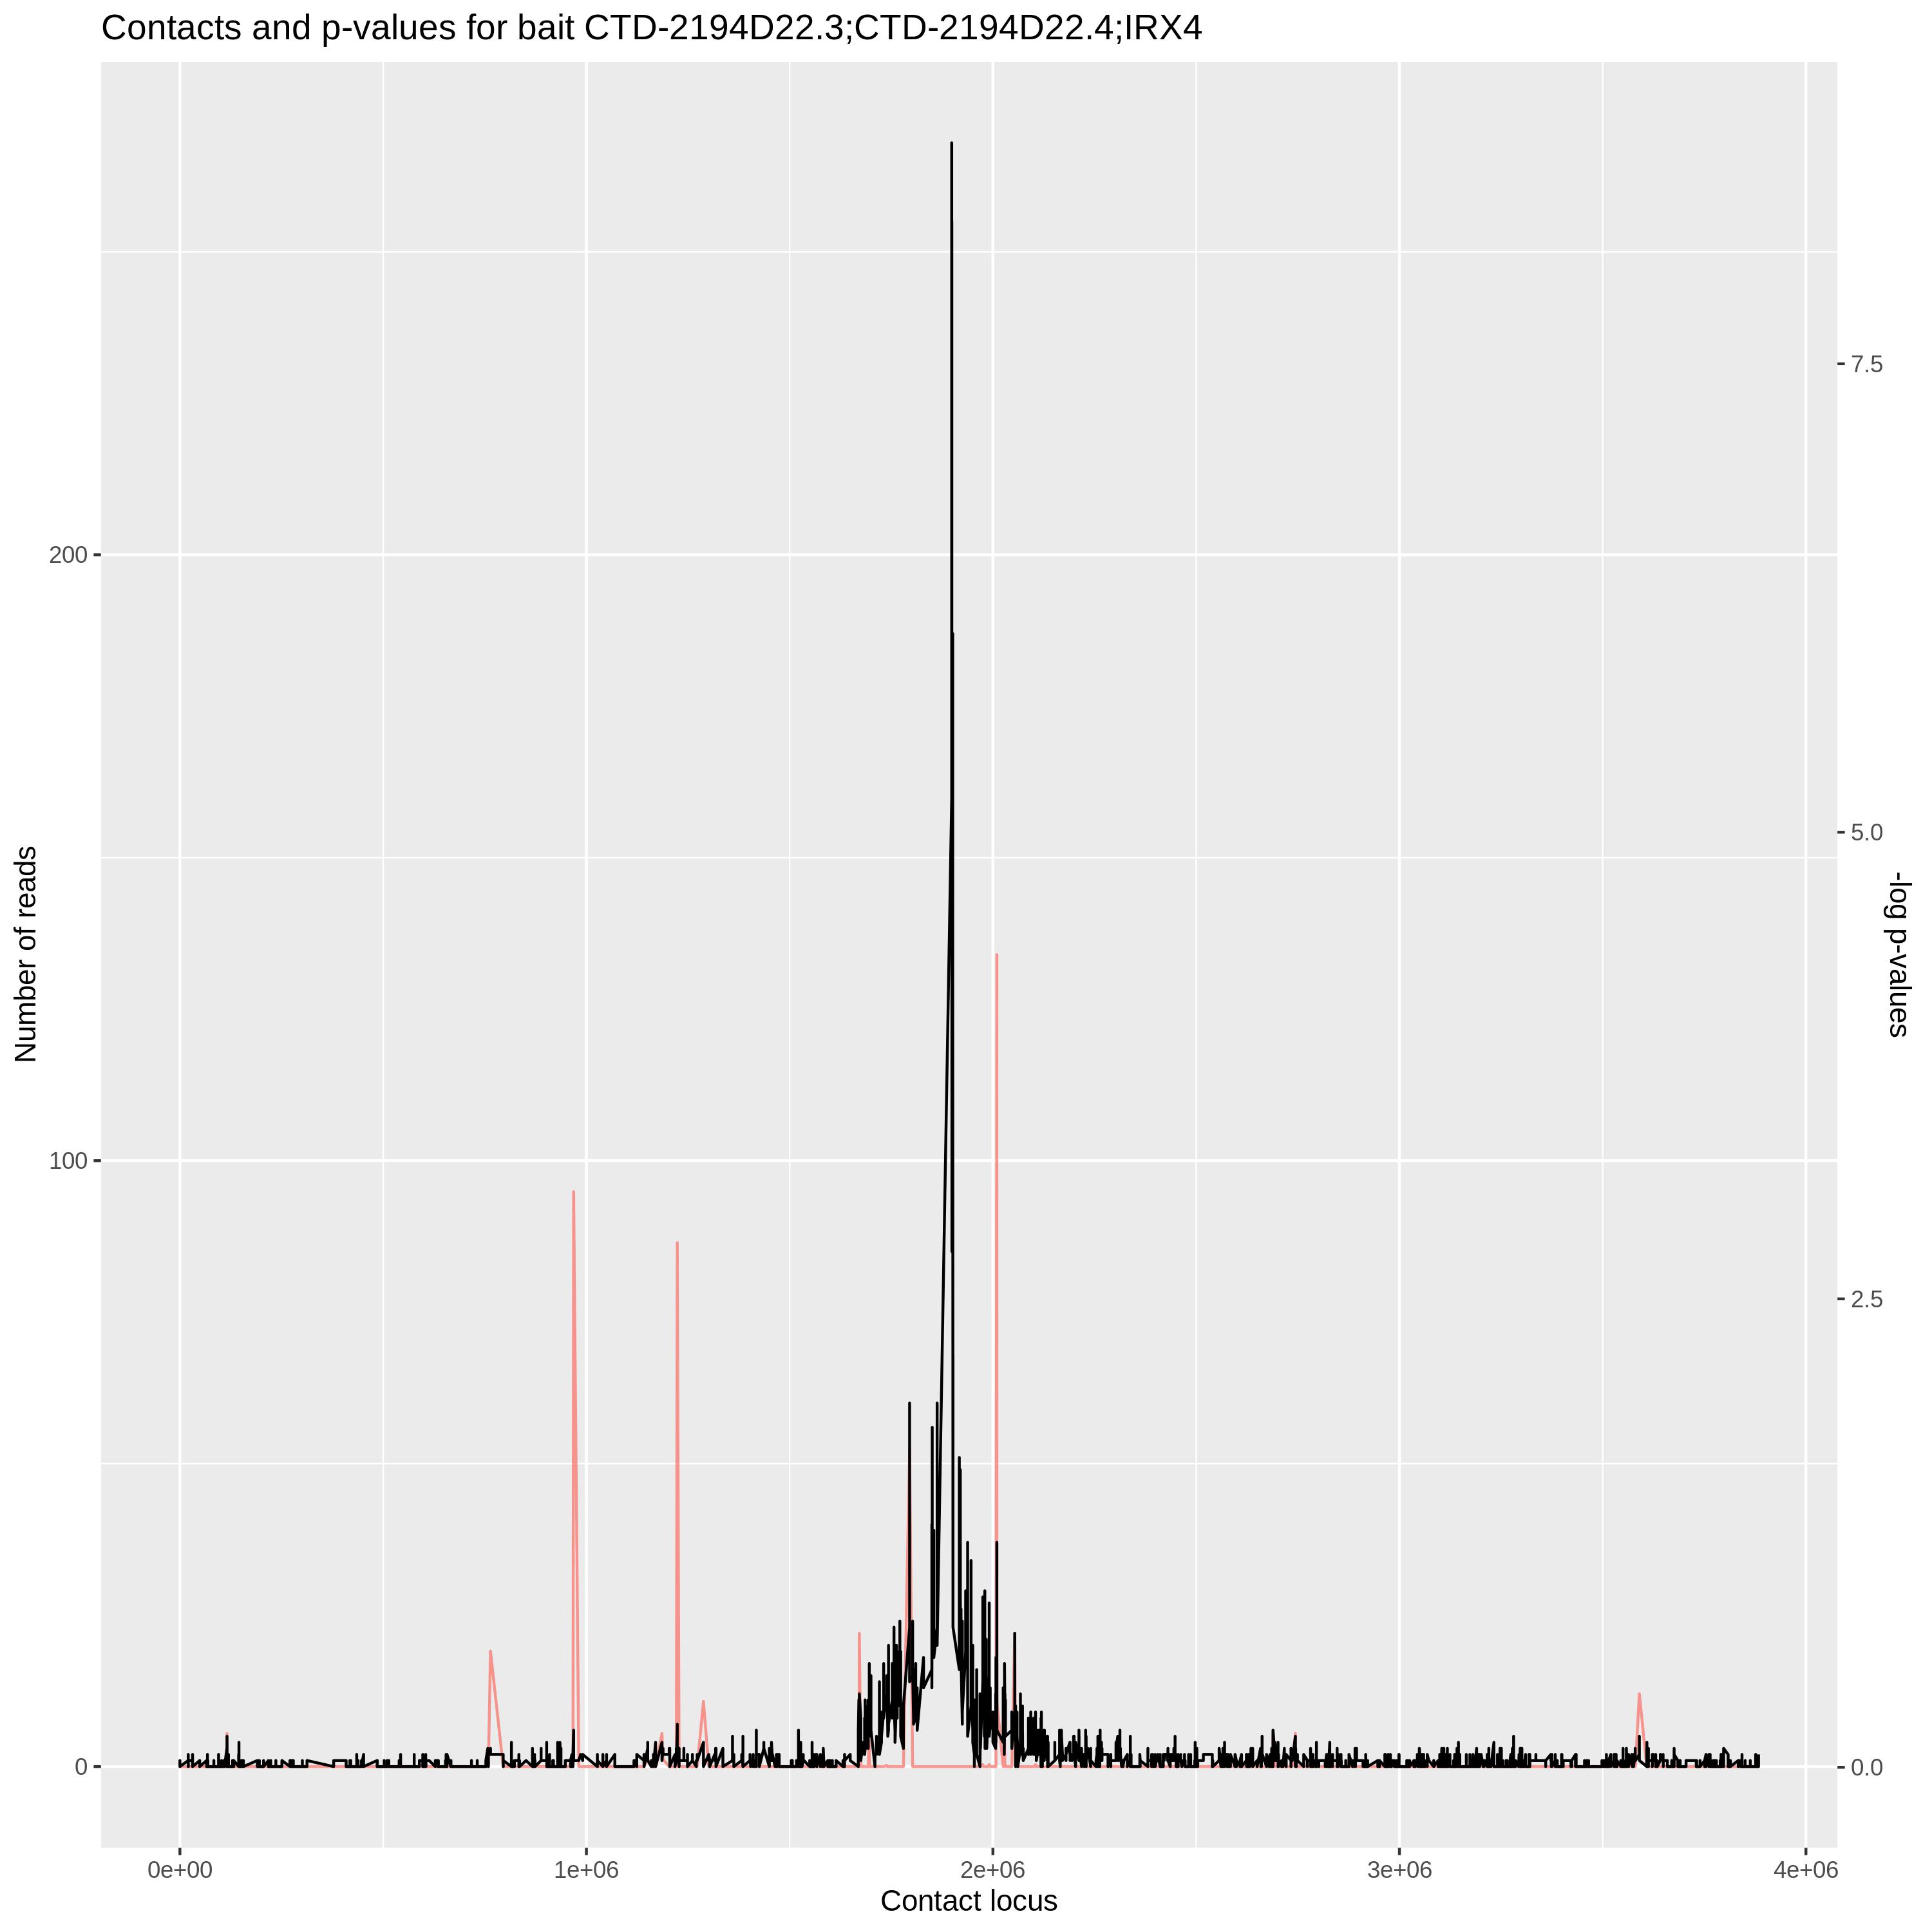 Contacts and p-values for bait CTD-2194D22.3;CTD-2194D22.4;IRX4
Number of reads
200
100
0
7.5
5.0
2.5
0.0
-log p-values
0e+00 1e+06 2e+06 3e+06 4e+06
Contact locus